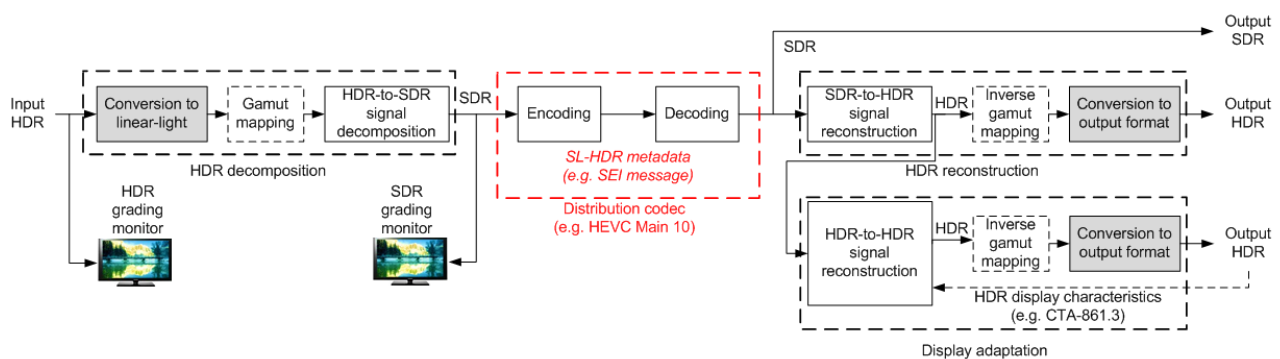 Input
HDR
Conversion to
linear-light
Gamut
mapping
HDR-to-SDR
signal
decomposition
SDR
HDR decomposition
HDR
grading
monitor
SDR
grading
monitor
Encoding
Decoding
SL-HDR metadata
(e.g. SEI message)
Distribution codec
(e.g. HEVC Main 10)
SDR
Output
SDR
SDR-to-HDR
signal
reconstruction
HDR
Inverse
gamut
mapping
Conversion to
output format
Output
HDR
HDR reconstruction
HDR-to-HDR
signal
reconstruction
HDR
Inverse
gamut
mapping
Conversion to
output format
Output
HDR
HDR display characteristics
(e.g. CTA-861.3)
Display adaptation